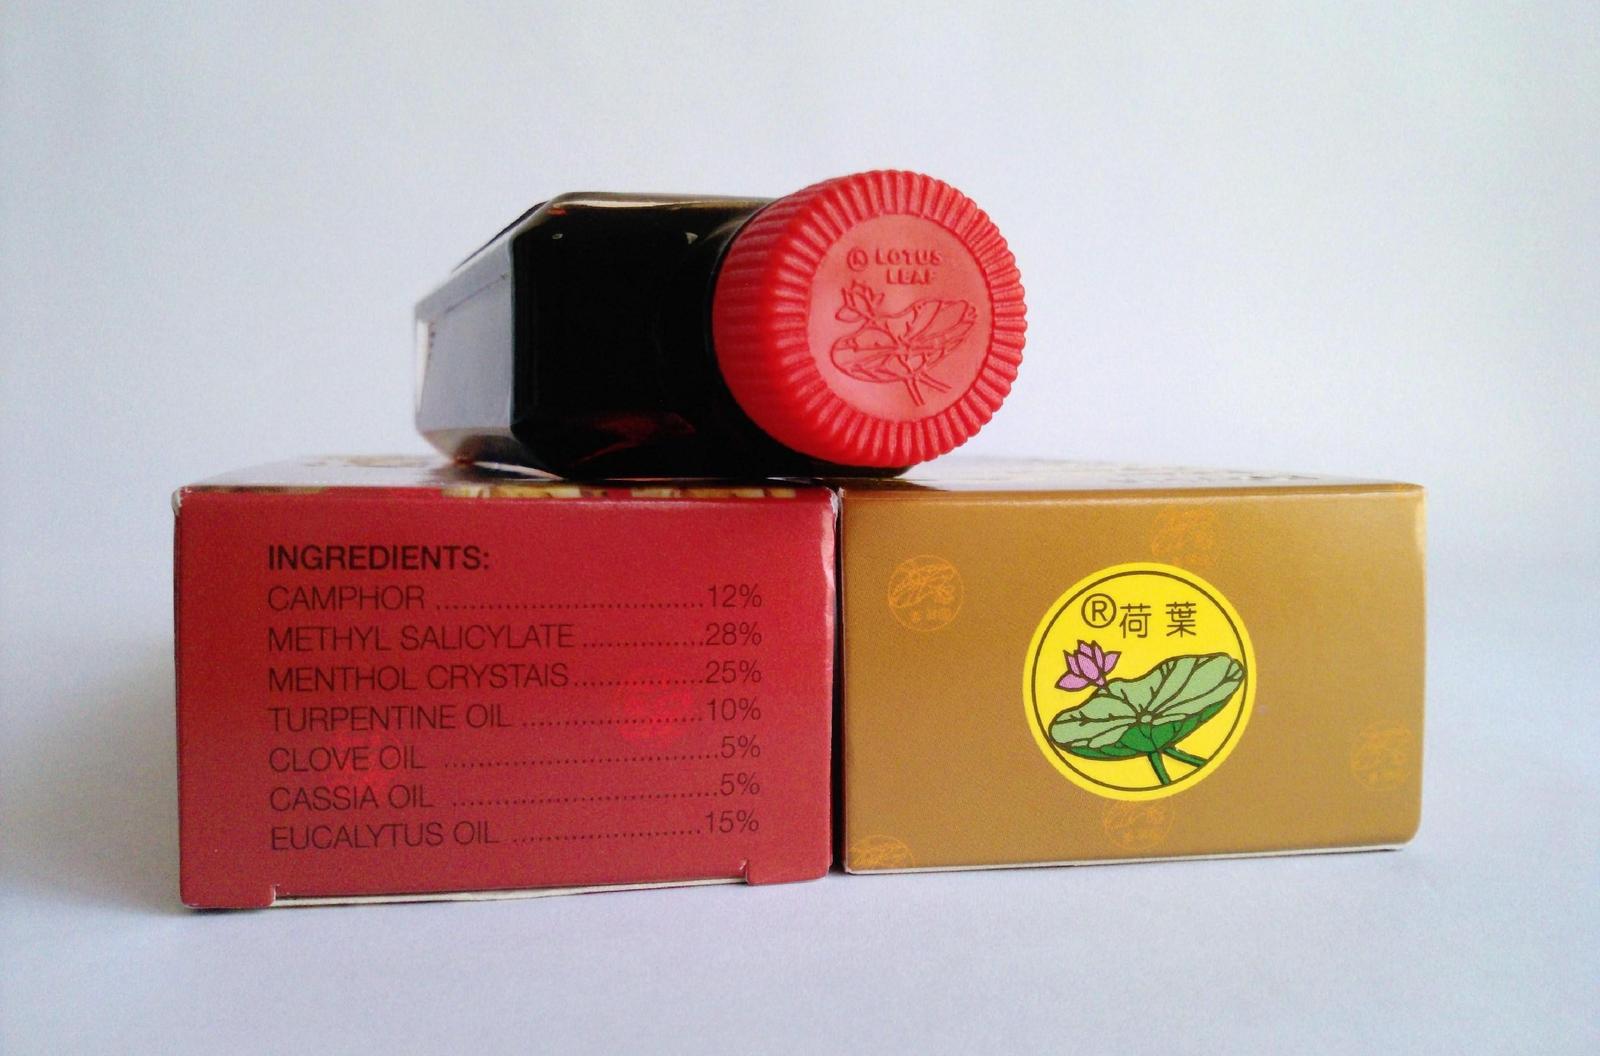 ® LOTUS
LEAF
INGREDIENTS:
CAMPHOR ..............................12%
METHYL SALICYLATE .............28%
MENTHOL CRYSTAIS...............25%
TURPENTINE OIL ....................10%
CLOVE OIL ..............................5%
CASSIA OIL .............................5%
EUCALYTUS OIL .....................15%
®荷葉